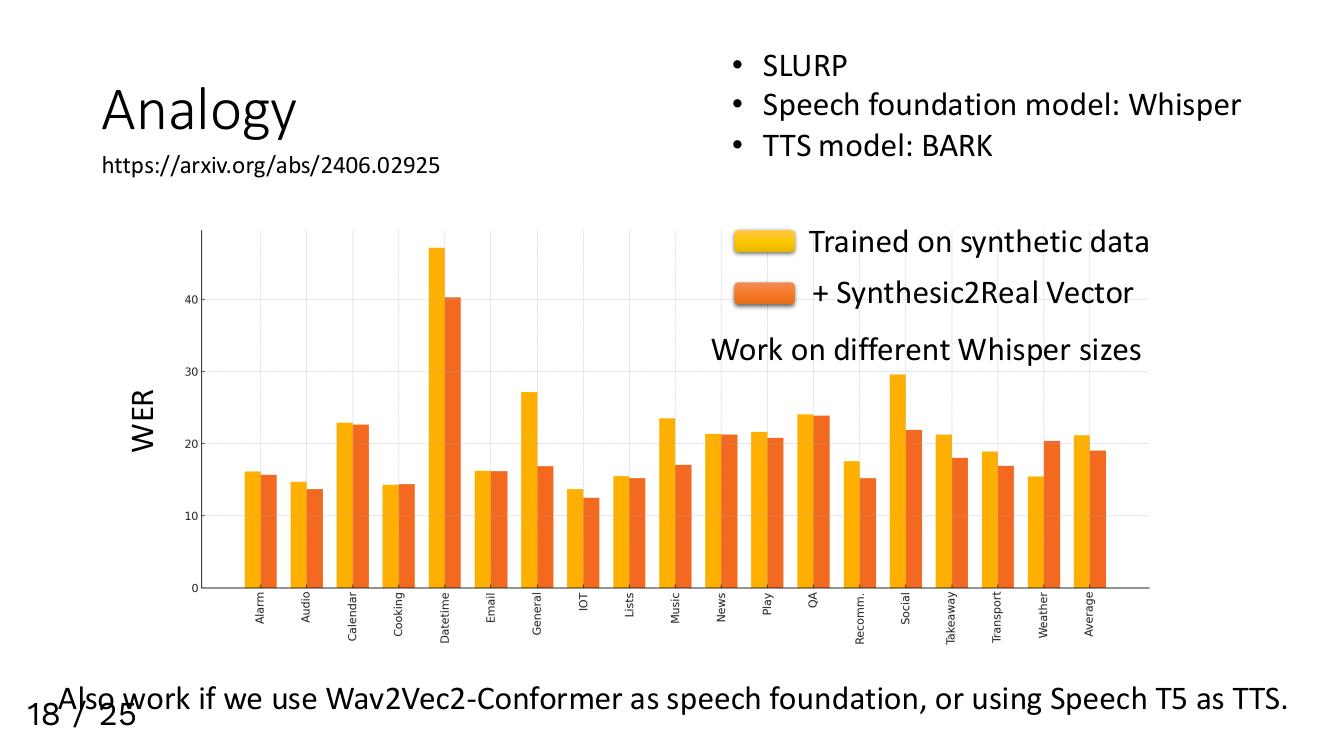 Analogy
https://arxiv.org/abs/2406.02925
• SLURP
• Speech foundation model: Whisper
• TTS model: BARK
Trained on synthetic data
+ Synthesic2Real Vector
Work on different Whisper sizes
WER
40
30
20
10
0
Alarm
Audio
Calendar
Cooking
Datetime
Email
General
IOT
Lists
Music
News
Play
QA
Recomm.
Social
Takeaway
Transport
Weather
Average
Also work if we use Wav2Vec2-Conformer as speech foundation, or using Speech T5 as TTS.
18 / 25